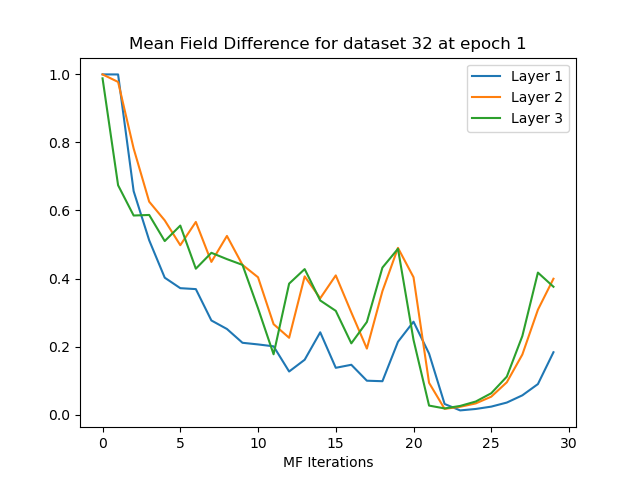 Mean Field Difference for dataset 32 at epoch 1
Layer 1
Layer 2
Layer 3
1.0
0.8
0.6
0.4
0.2
0.0
0 5 10 15 20 25 30
MF Iterations